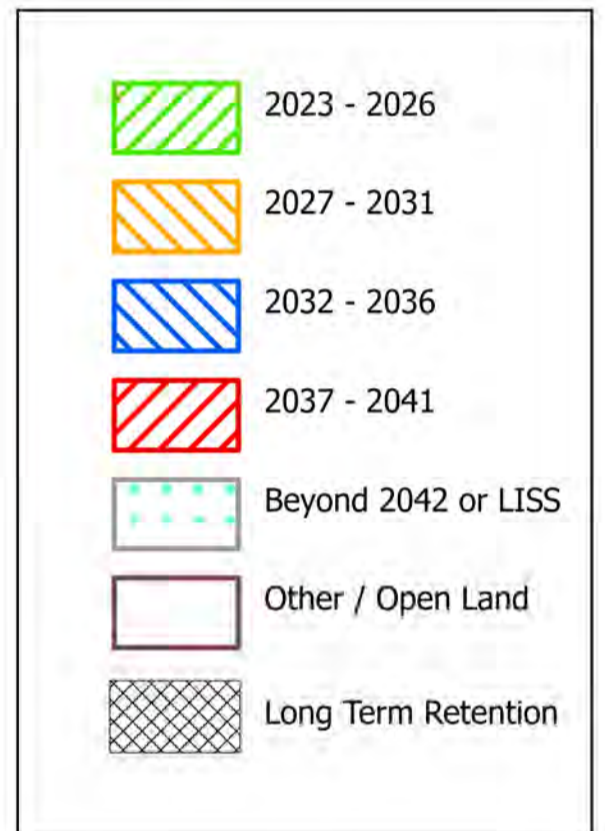 2023 - 2026
2027 - 2031
2032 - 2036
2037 - 2041
Beyond 2042 or LISS
Other / Open Land
Long Term Retention